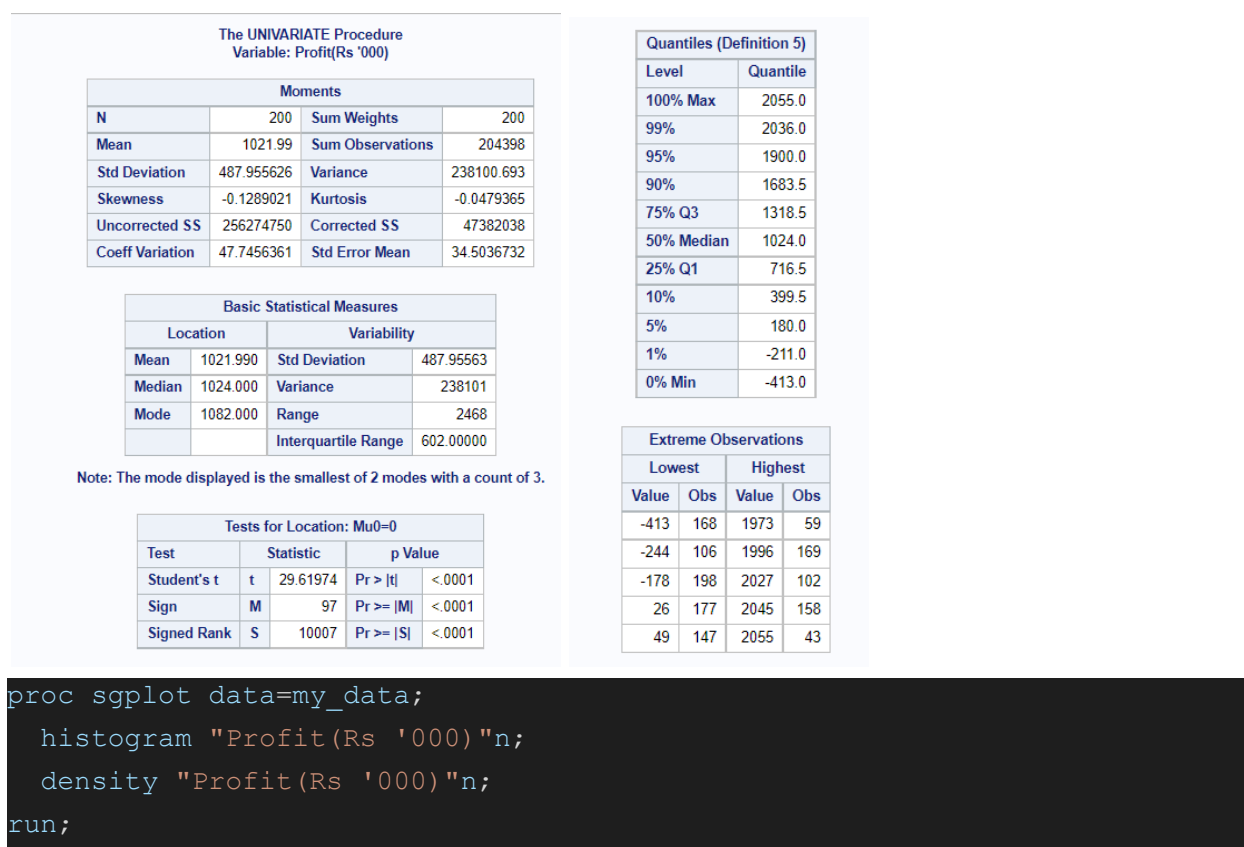 The UNIVARIATE Procedure
Variable: Profit(Rs '000)
Moments
N 200 Sum Weights 200
Mean 1021.99 Sum Observations 204398
Std Deviation 487.955626 Variance 238100.693
Skewness -0.1289021 Kurtosis -0.0479365
Uncorrected SS 256274750 Corrected SS 47382038
Coeff Variation 47.7456361 Std Error Mean 34.5036732
Basic Statistical Measures
Location Variability
Mean 1021.990 Std Deviation 487.95563
Median 1024.000 Variance 238101
Mode 1082.000 Range 2468
Interquartile Range 602.00000
Note: The mode displayed is the smallest of 2 modes with a count of 3.
Tests for Location: Mu0=0
Test Statistic p Value
Student's t t 29.61974 Pr > |t| <.0001
Sign M 97 Pr >= |M| <.0001
Signed Rank S 10007 Pr >= |S| <.0001
Quantiles (Definition 5)
Level Quantile
100% Max 2055.0
99% 2036.0
95% 1900.0
90% 1683.5
75% Q3 1318.5
50% Median 1024.0
25% Q1 716.5
10% 399.5
5% 180.0
1% -211.0
0% Min -413.0
Extreme Observations
Lowest Highest
Value Obs Value Obs
-413 168 1973 59
-244 106 1996 169
-178 198 2027 102
26 177 2045 158
49 147 2055 43
proc sgplot data=my_data;
histogram "Profit(Rs '000)"n;
density "Profit(Rs '000)"n;
run;